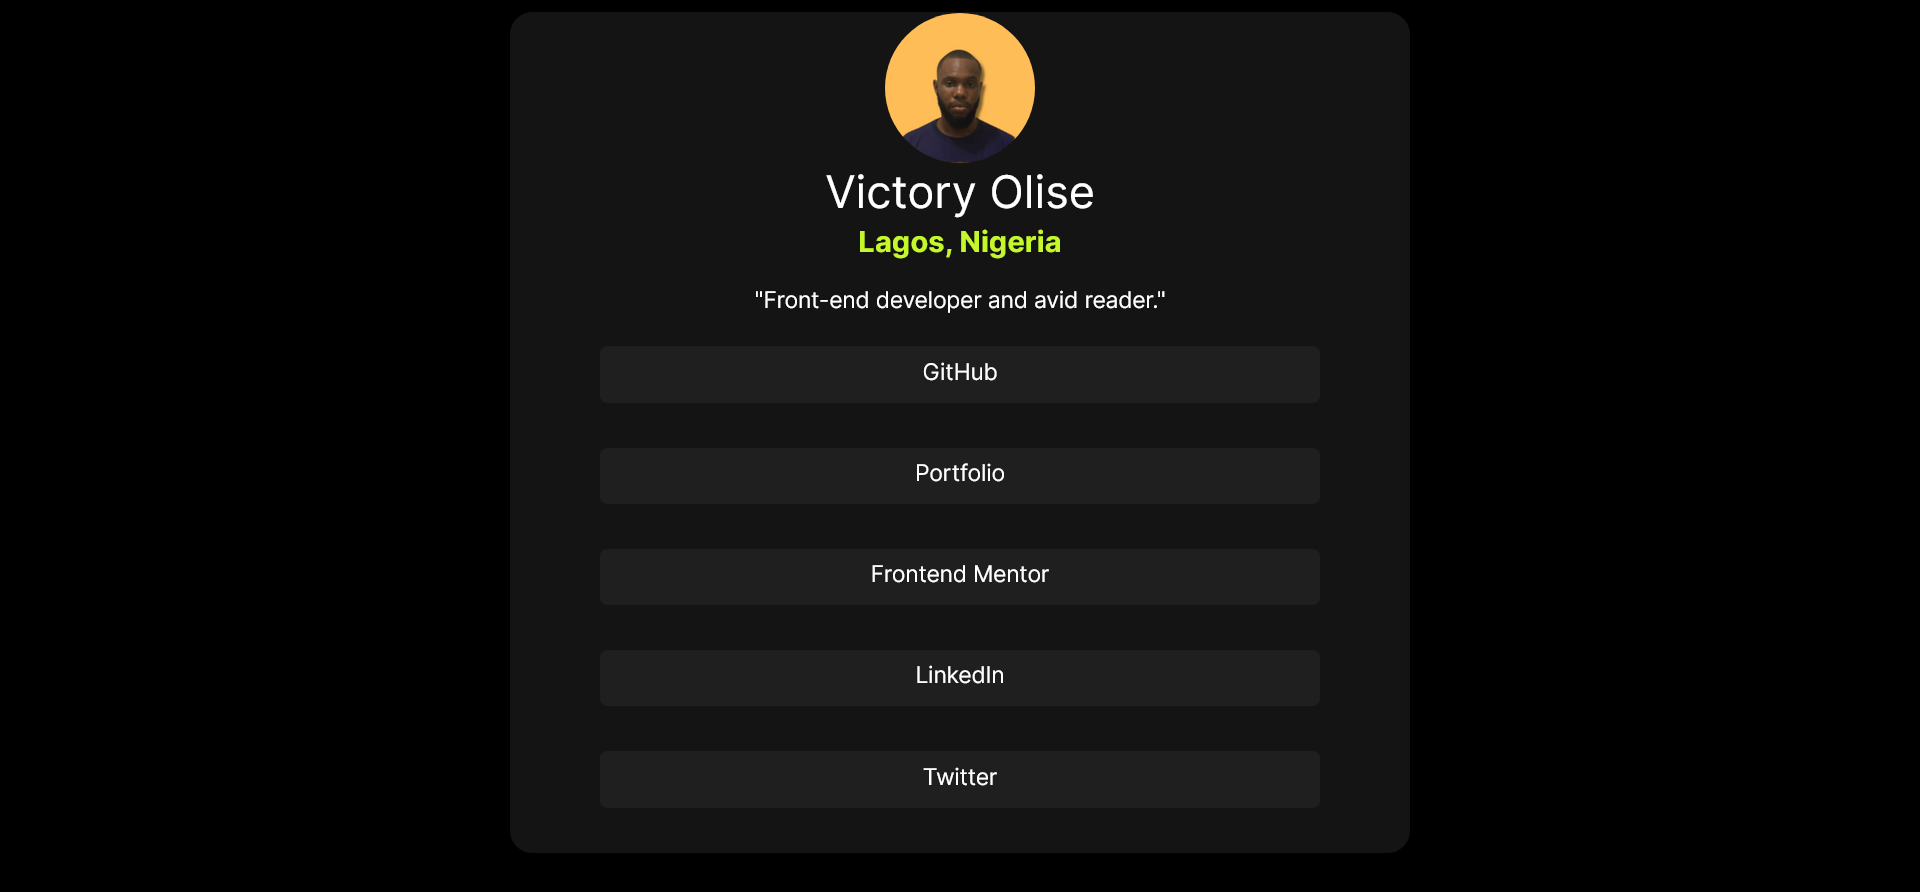 Victory Olise
Lagos, Nigeria
"Front-end developer and avid reader."
GitHub
Portfolio
Frontend Mentor
LinkedIn
Twitter